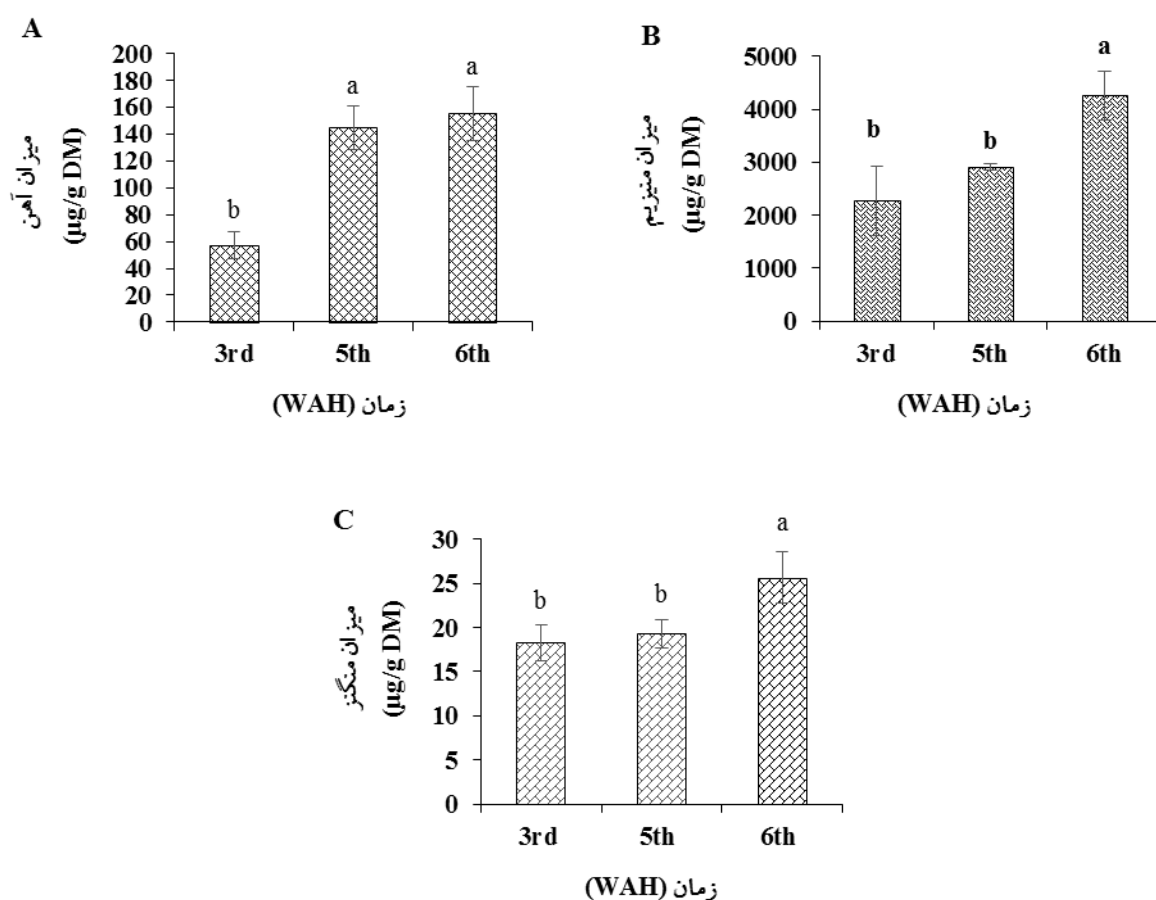 A
میزان آهن
(µg/g DM)
200
180
160
140
120
100
80
60
40
20
0
b
a
a
3rd
5th
6th
زمان (WAH)
B
میزان منیزیم
(µg/g DM)
5000
4000
3000
2000
1000
0
b
b
a
3rd
5th
6th
زمان (WAH)
C
میزان منگنز
(µg/g DM)
30
25
20
15
10
5
0
b
b
a
3rd
5th
6th
زمان (WAH)